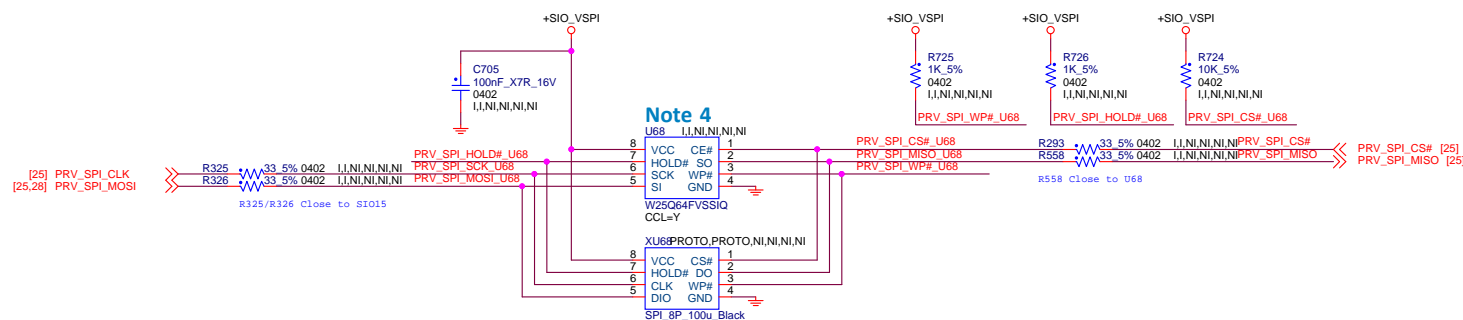 +SIO_VSPI
+SIO_VSPI
+SIO_VSPI
+SIO_VSPI
C705
100nF_X7R_16V
0402
I,I,NI,NI,NI,NI
R725
1K_5%
0402
I,I,NI,NI,NI,NI
R726
1K_5%
0402
I,I,NI,NI,NI,NI
R724
10K_5%
0402
I,I,NI,NI,NI,NI
PRV_SPI_WP#_U68
PRV_SPI_HOLD#_U68
PRV_SPI_CS#_U68
Note 4
U68 I,I,NI,NI,NI,NI
8 VCC CE# 1
7 HOLD# SO 2
6 SCK WP# 3
5 SI GND 4
W25Q64FVSSIQ
CCL=Y
PRV_SPI_HOLD#_U68
PRV_SPI_SCK_U68
PRV_SPI_MOSI_U68
[25] PRV_SPI_CLK
[25,28] PRV_SPI_MOSI
R325 33_5% 0402 I,I,NI,NI,NI,NI
R326 33_5% 0402 I,I,NI,NI,NI,NI
R325/R326 Close to SIO15
PRV_SPI_CS#_U68
PRV_SPI_MISO_U68
PRV_SPI_WP#_U68
R293 33_5% 0402 I,I,NI,NI,NI,NI PRV_SPI_CS#
R558 33_5% 0402 I,I,NI,NI,NI,NI PRV_SPI_MISO
PRV_SPI_CS# [25]
PRV_SPI_MISO [25]
R558 Close to U68
XU68 PROTO,PROTO,NI,NI,NI,NI
8 VCC CS# 1
7 HOLD# DO 2
6 CLK WP# 3
5 DIO GND 4
SPI_8P_100u_Black